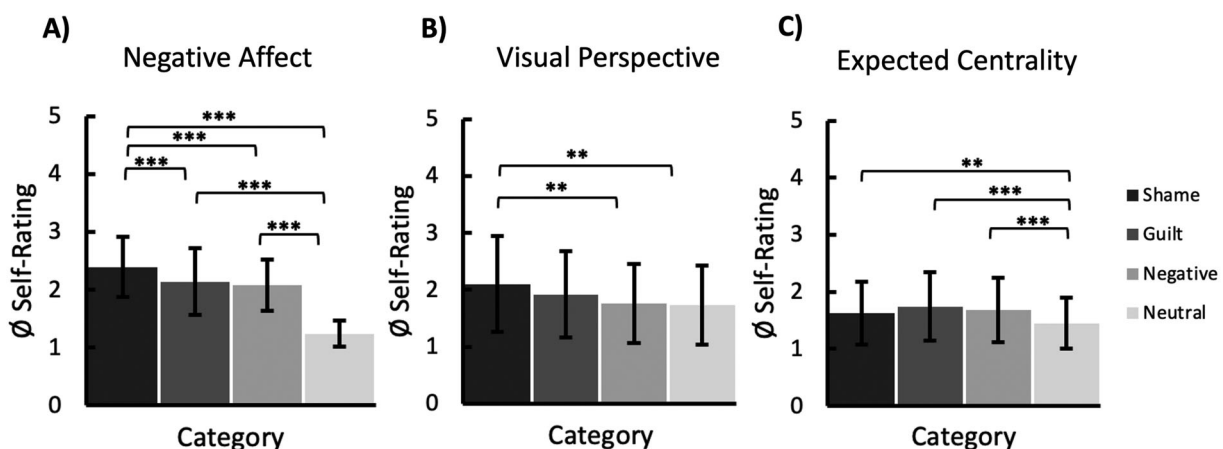 A)
Negative Affect
Ø Self-Rating
5
4
3
2
1
0
***
***
***
***
***
Category
B)
Visual Perspective
Ø Self-Rating
5
4
3
2
1
0
**
**
Category
C)
Expected Centrality
Ø Self-Rating
5
4
3
2
1
0
**
***
***
Category
Shame
Guilt
Negative
Neutral